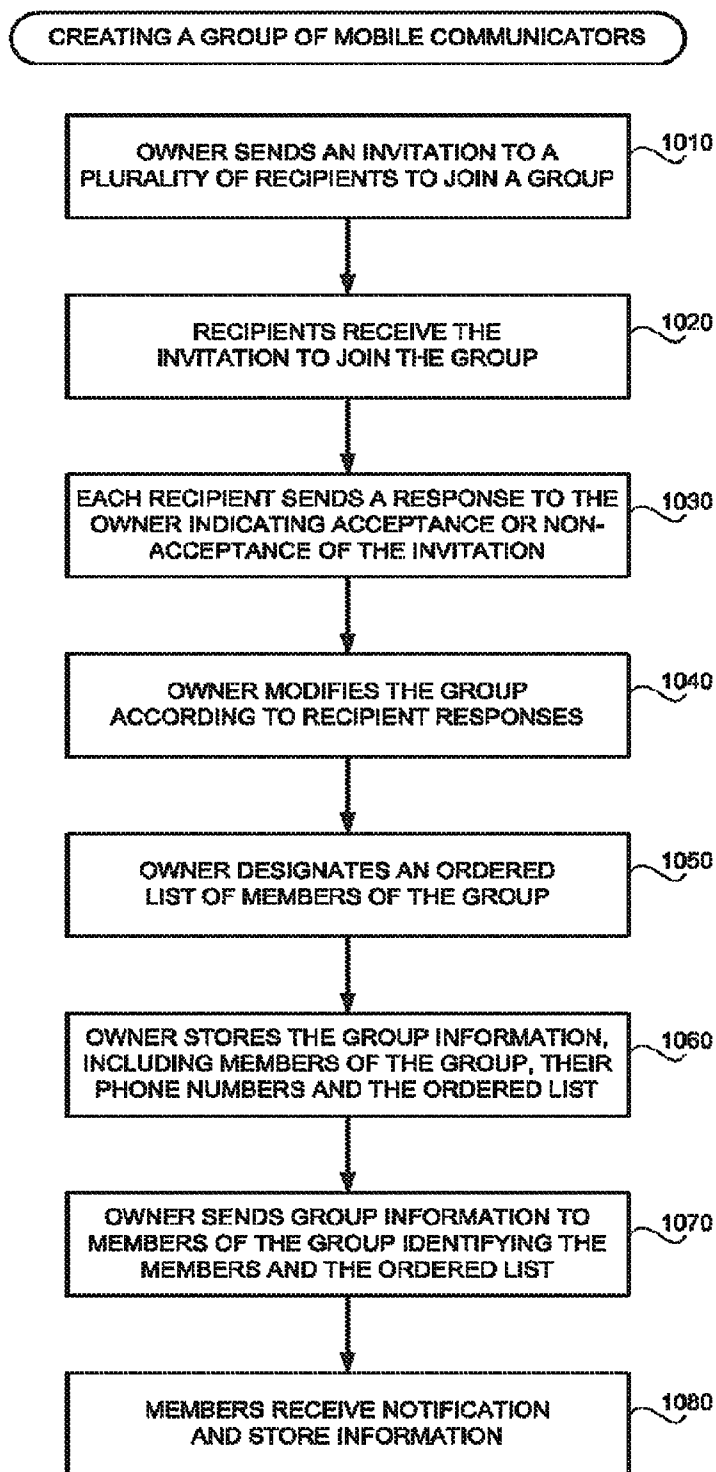 CREATING A GROUP OF MOBILE COMMUNICATORS
OWNER SENDS AN INVITATION TO A
PLURALITY OF RECIPIENTS TO JOIN A GROUP
1010
RECIPIENTS RECEIVE THE
INVITATION TO JOIN THE GROUP
1020
EACH RECIPIENT SENDS A RESPONSE TO THE
OWNER INDICATING ACCEPTANCE OR NON-
ACCEPTANCE OF THE INVITATION
1030
OWNER MODIFIES THE GROUP
ACCORDING TO RECIPIENT RESPONSES
1040
OWNER DESIGNATES AN ORDERED
LIST OF MEMBERS OF THE GROUP
1050
OWNER STORES THE GROUP INFORMATION,
INCLUDING MEMBERS OF THE GROUP, THEIR
PHONE NUMBERS AND THE ORDERED LIST
1060
OWNER SENDS GROUP INFORMATION TO
MEMBERS OF THE GROUP IDENTIFYING THE
MEMBERS AND THE ORDERED LIST
1070
MEMBERS RECEIVE NOTIFICATION
AND STORE INFORMATION
1080